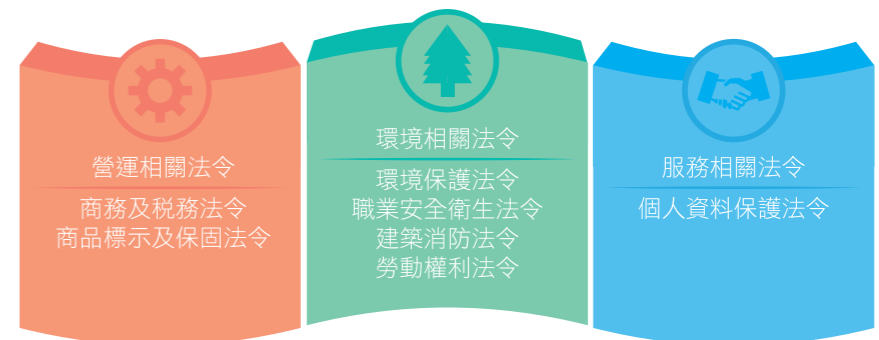 營運相關法令
商務及稅務法令
商品標示及保固法令
環境相關法令
環境保護法令
職業安全衛生法令
建築消防法令
勞動權利法令
服務相關法令
個人資料保護法令